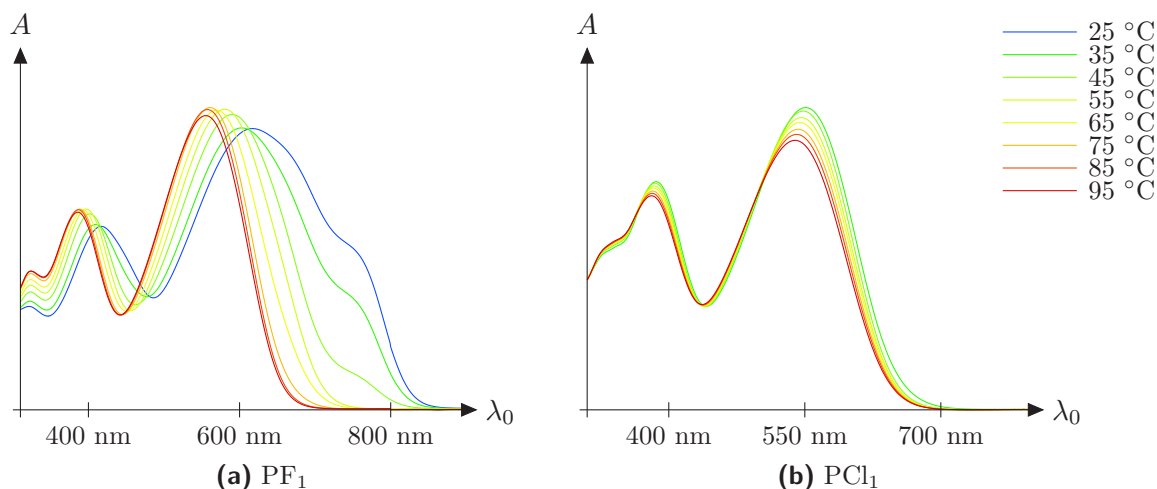 A
λ₀
400 nm
600 nm
800 nm
(a) PF₁
A
λ₀
400 nm
550 nm
700 nm
(b) PCl₁
25 °C
35 °C
45 °C
55 °C
65 °C
75 °C
85 °C
95 °C